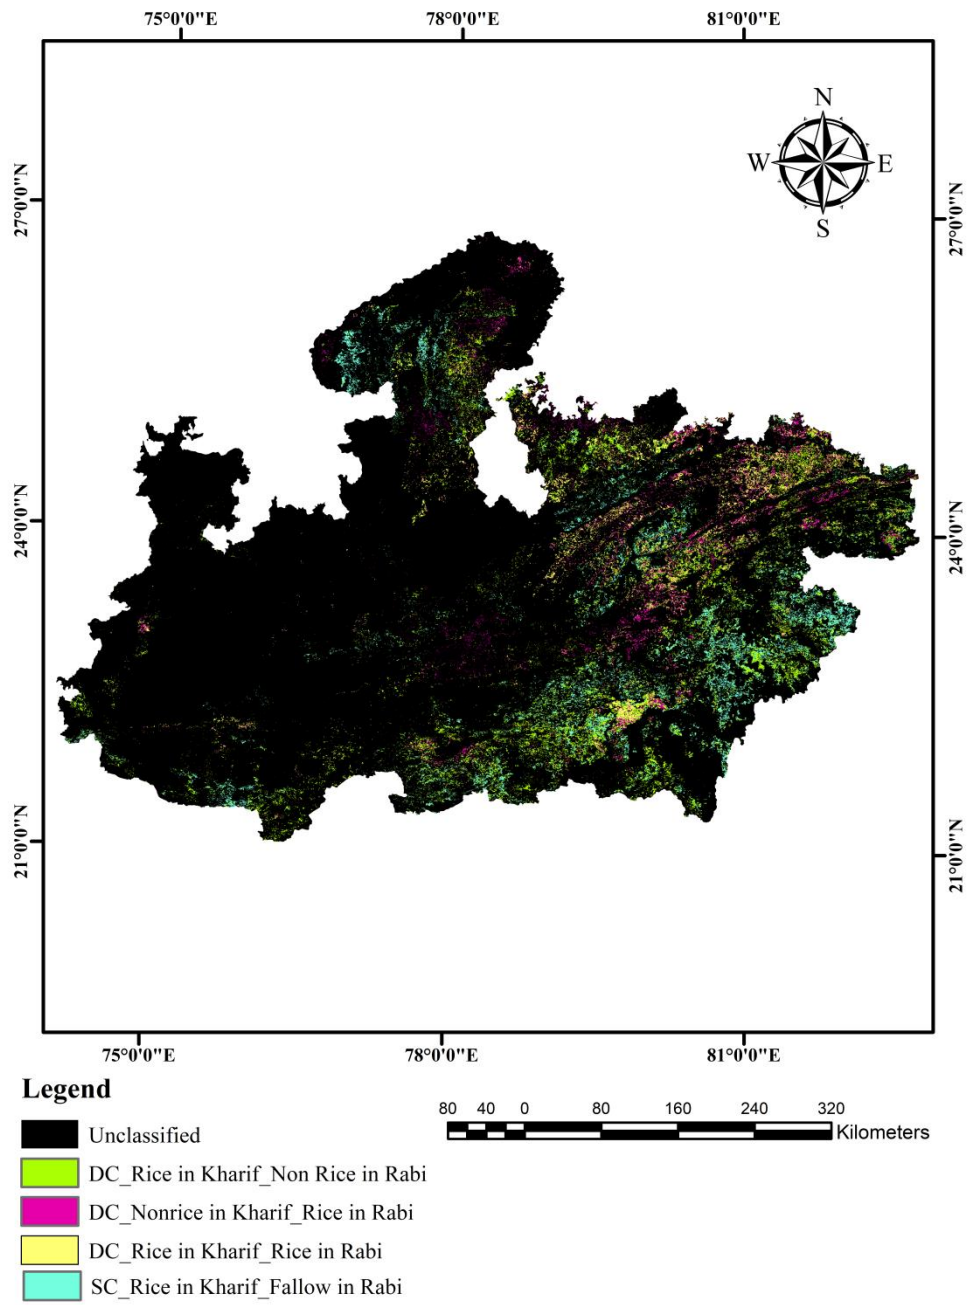 75°0'0"E 78°0'0"E 81°0'0"E
N
W E
S
27°0'0"N 27°0'0"N
24°0'0"N 24°0'0"N
21°0'0"N 21°0'0"N
75°0'0"E 78°0'0"E 81°0'0"E
Legend
80 40 0 80 160 240 320
Kilometers
Unclassified
DC_Rice in Kharif_Non Rice in Rabi
DC_Nonrice in Kharif_Rice in Rabi
DC_Rice in Kharif_Rice in Rabi
SC_Rice in Kharif_Fallow in Rabi